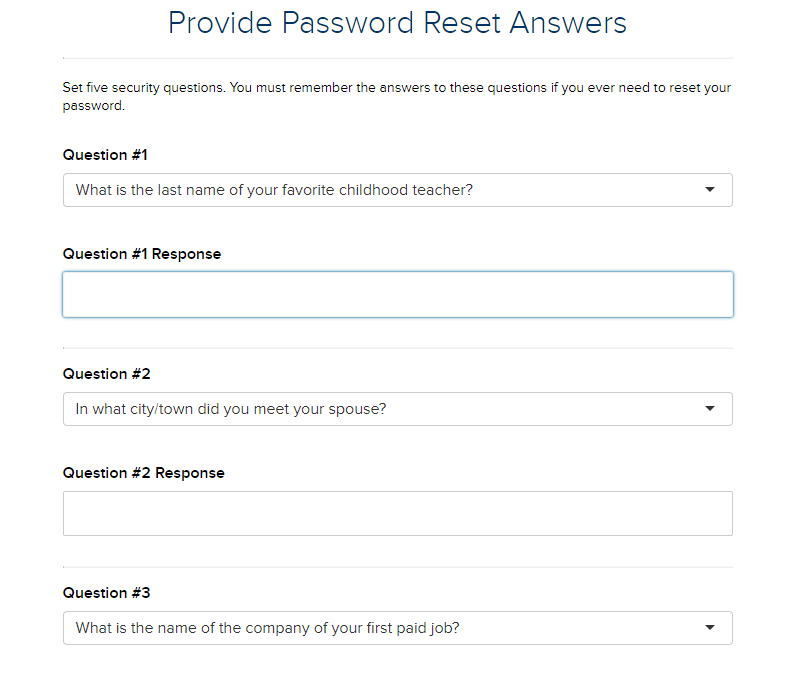 Provide Password Reset Answers
Set five security questions. You must remember the answers to these questions if you ever need to reset your
password.
Question #1
What is the last name of your favorite childhood teacher?
Question #1 Response
Question #2
In what city/town did you meet your spouse?
Question #2 Response
Question #3
What is the name of the company of your first paid job?